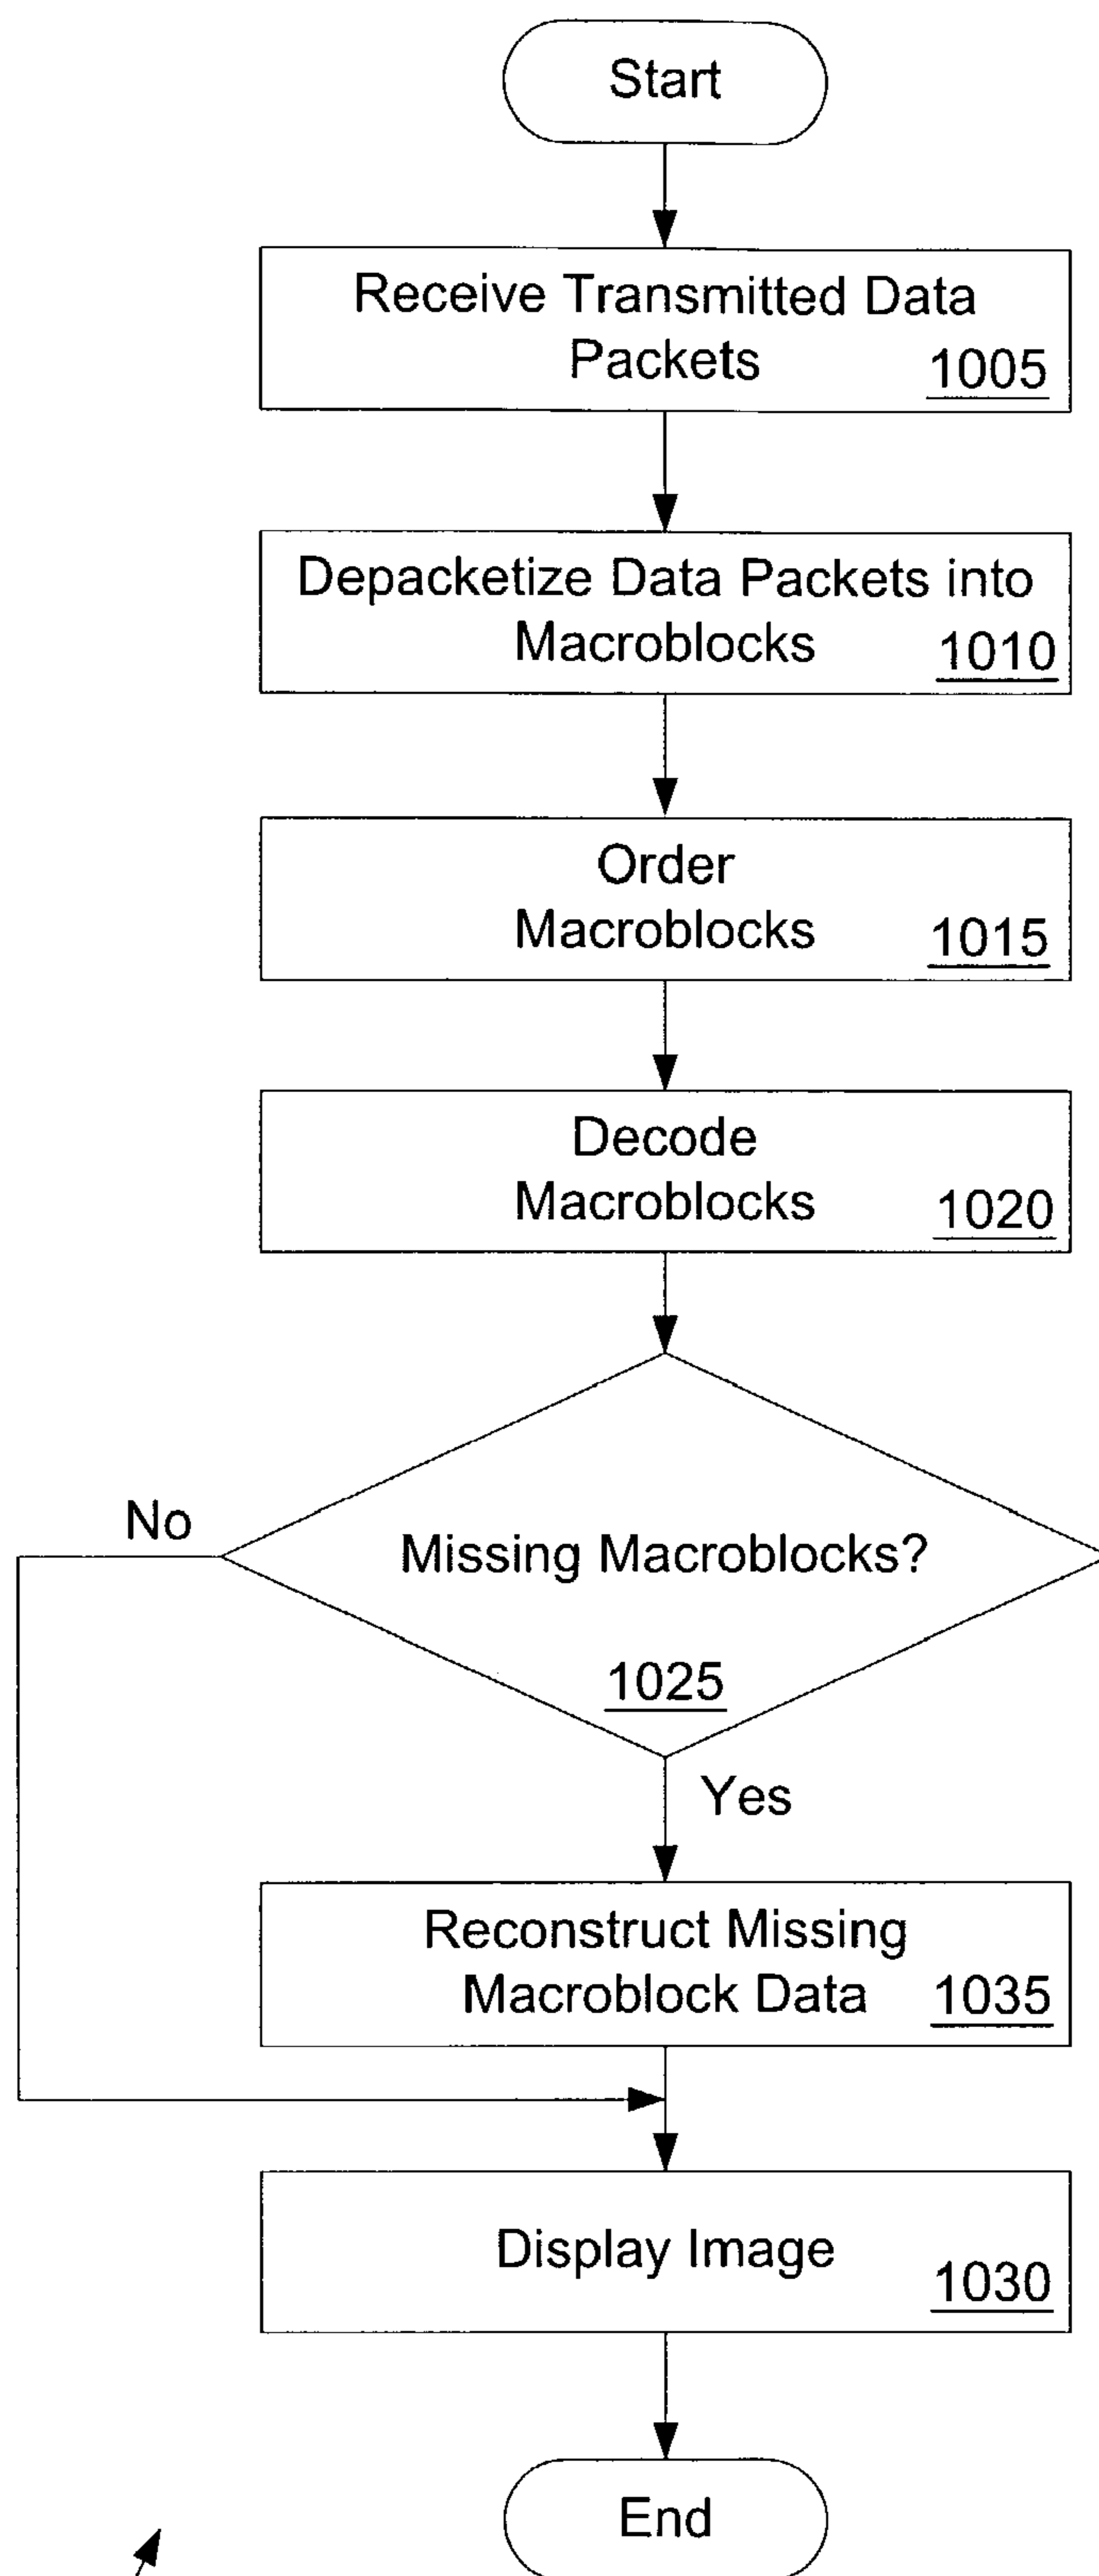 Start
Receive Transmitted Data
Packets 1005
Depacketize Data Packets into
Macroblocks 1010
Order
Macroblocks 1015
Decode
Macroblocks 1020
No
Missing Macroblocks?
1025
Yes
Reconstruct Missing
Macroblock Data 1035
Display Image
1030
End